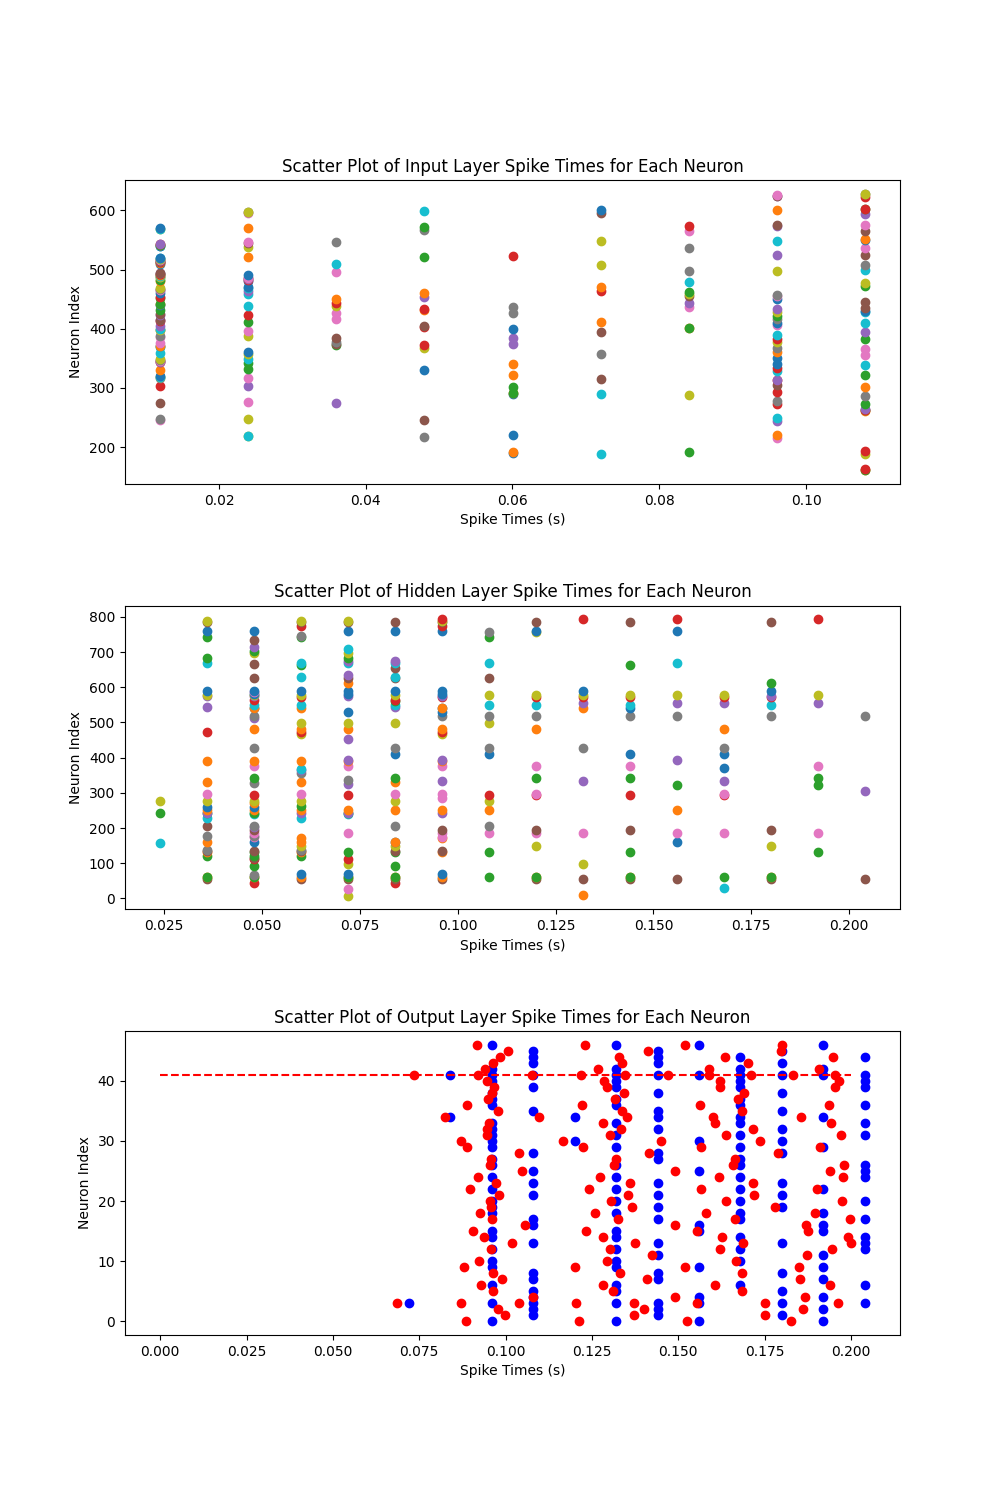 Scatter Plot of Input Layer Spike Times for Each Neuron
Neuron Index
600
500
400
300
200
0.02 0.04 0.06 0.08 0.10
Spike Times (s)
Scatter Plot of Hidden Layer Spike Times for Each Neuron
Neuron Index
800
700
600
500
400
300
200
100
0
0.025 0.050 0.075 0.100 0.125 0.150 0.175 0.200
Spike Times (s)
Scatter Plot of Output Layer Spike Times for Each Neuron
Neuron Index
40
30
20
10
0
0.000 0.025 0.050 0.075 0.100 0.125 0.150 0.175 0.200
Spike Times (s)